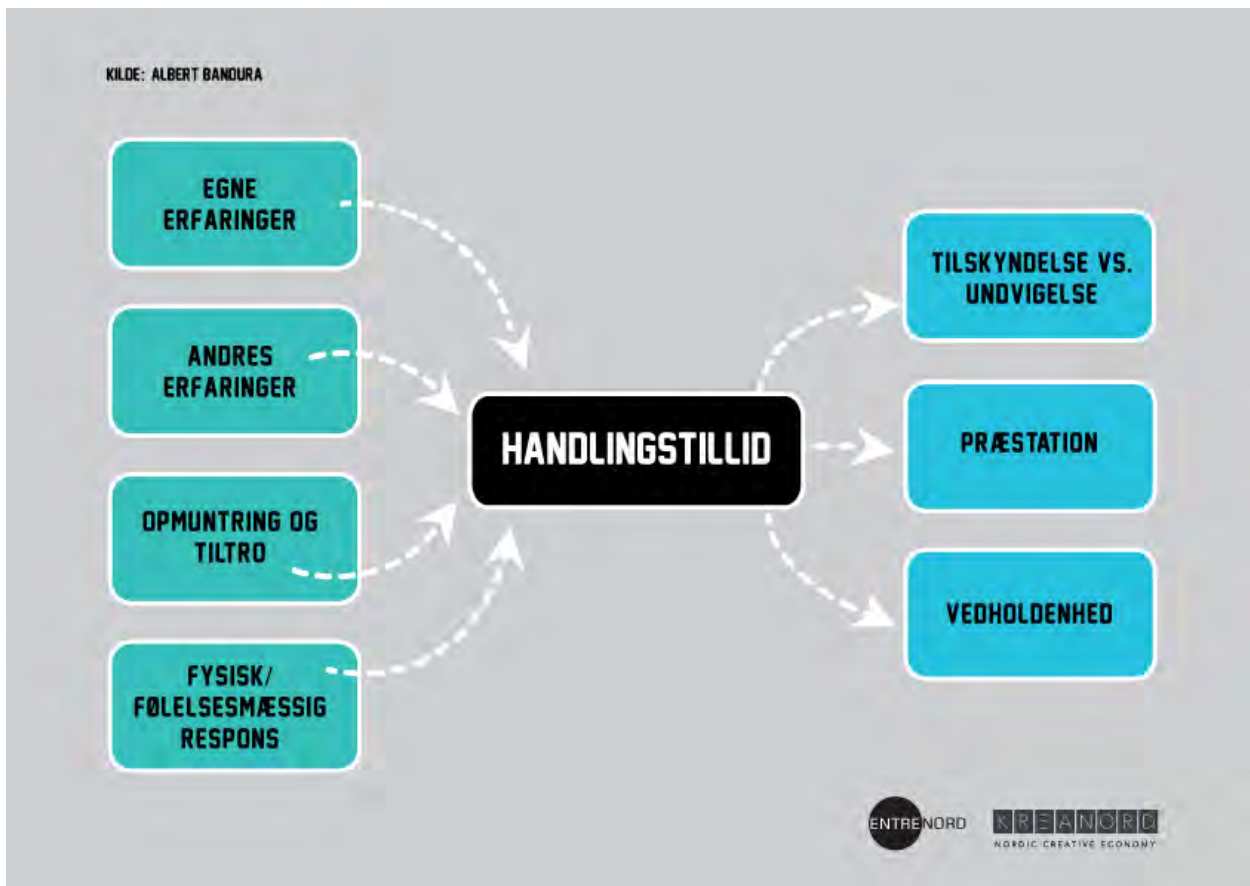 KILDE: ALBERT BANDURA
EGNE
ERFARINGER
ANDRES
ERFARINGER
OPMUNTRING OG
TILTRO
FYSISK/
FØLELSESMÆSSIG
RESPONS
HANDLINGSTILLID
TILSKYNDELSE VS.
UNDVIGELSE
PRÆSTATION
VEDHOLDENHED
ENTRENORD
KREANORD
NORDIC CREATIVE ECONOMY